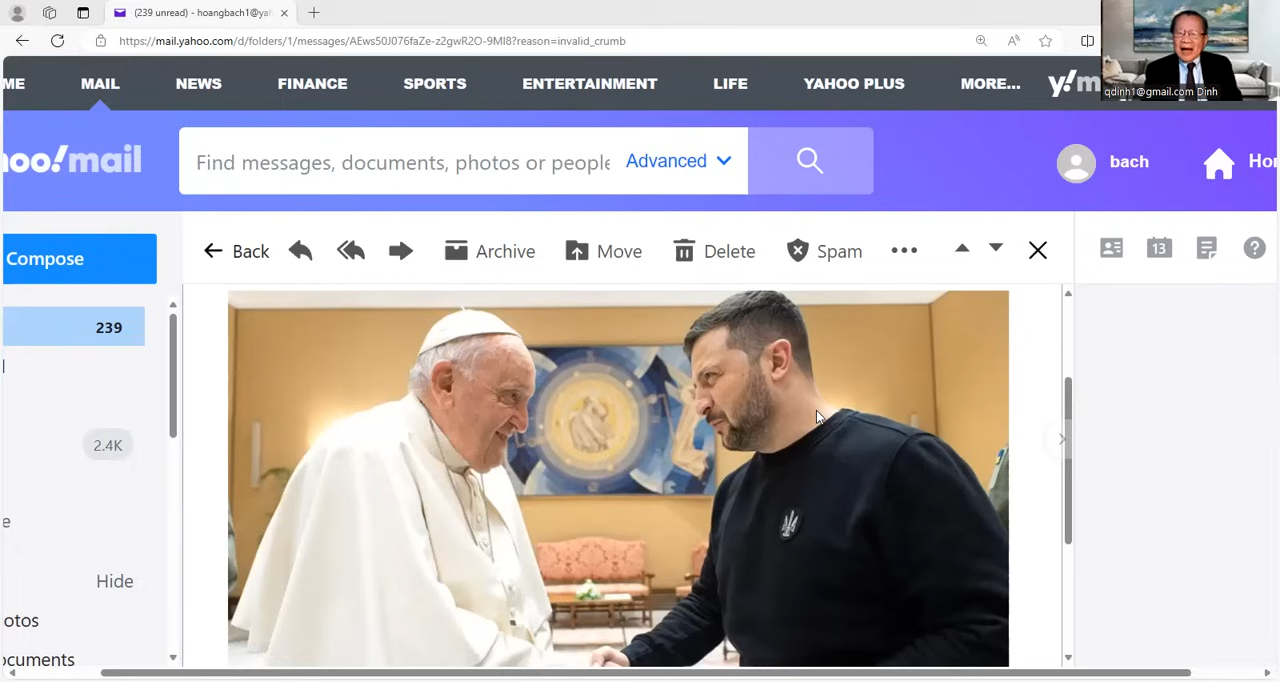 (239 unread) - hoangbach1@yah
https://mail.yahoo.com/d/folders/1/messages/AEws50J076faZe-z2gwR2O-9MI8?reason=invalid_crumb
qdinh1@gmail.com Dinh
ME MAIL NEWS FINANCE SPORTS ENTERTAINMENT LIFE YAHOO PLUS MORE... y!m
oo!mail
Find messages, documents, photos or people
Advanced
bach
Hor
Compose
Back
Archive
Move
Delete
Spam
13
239
2.4K
e
Hide
otos
ocuments